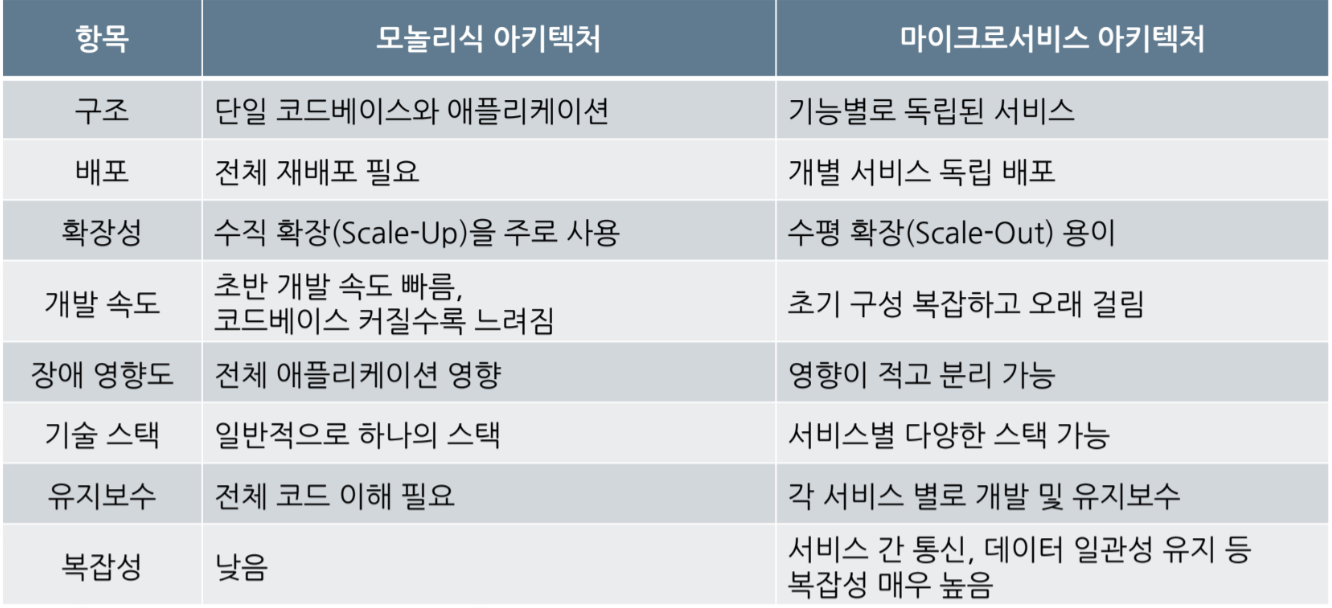 항목 모놀리식 아키텍처 마이크로서비스 아키텍처
구조 단일 코드베이스와 애플리케이션 기능별로 독립된 서비스
배포 전체 재배포 필요 개별 서비스 독립 배포
확장성 수직 확장(Scale-Up)을 주로 사용 수평 확장(Scale-Out) 용이
개발 속도 초반 개발 속도 빠름,
코드베이스 커질수록 느려짐 초기 구성 복잡하고 오래 걸림
장애 영향도 전체 애플리케이션 영향 영향이 적고 분리 가능
기술 스택 일반적으로 하나의 스택 서비스별 다양한 스택 가능
유지보수 전체 코드 이해 필요 각 서비스 별로 개발 및 유지보수
복잡성 낮음 서비스 간 통신, 데이터 일관성 유지 등
복잡성 매우 높음